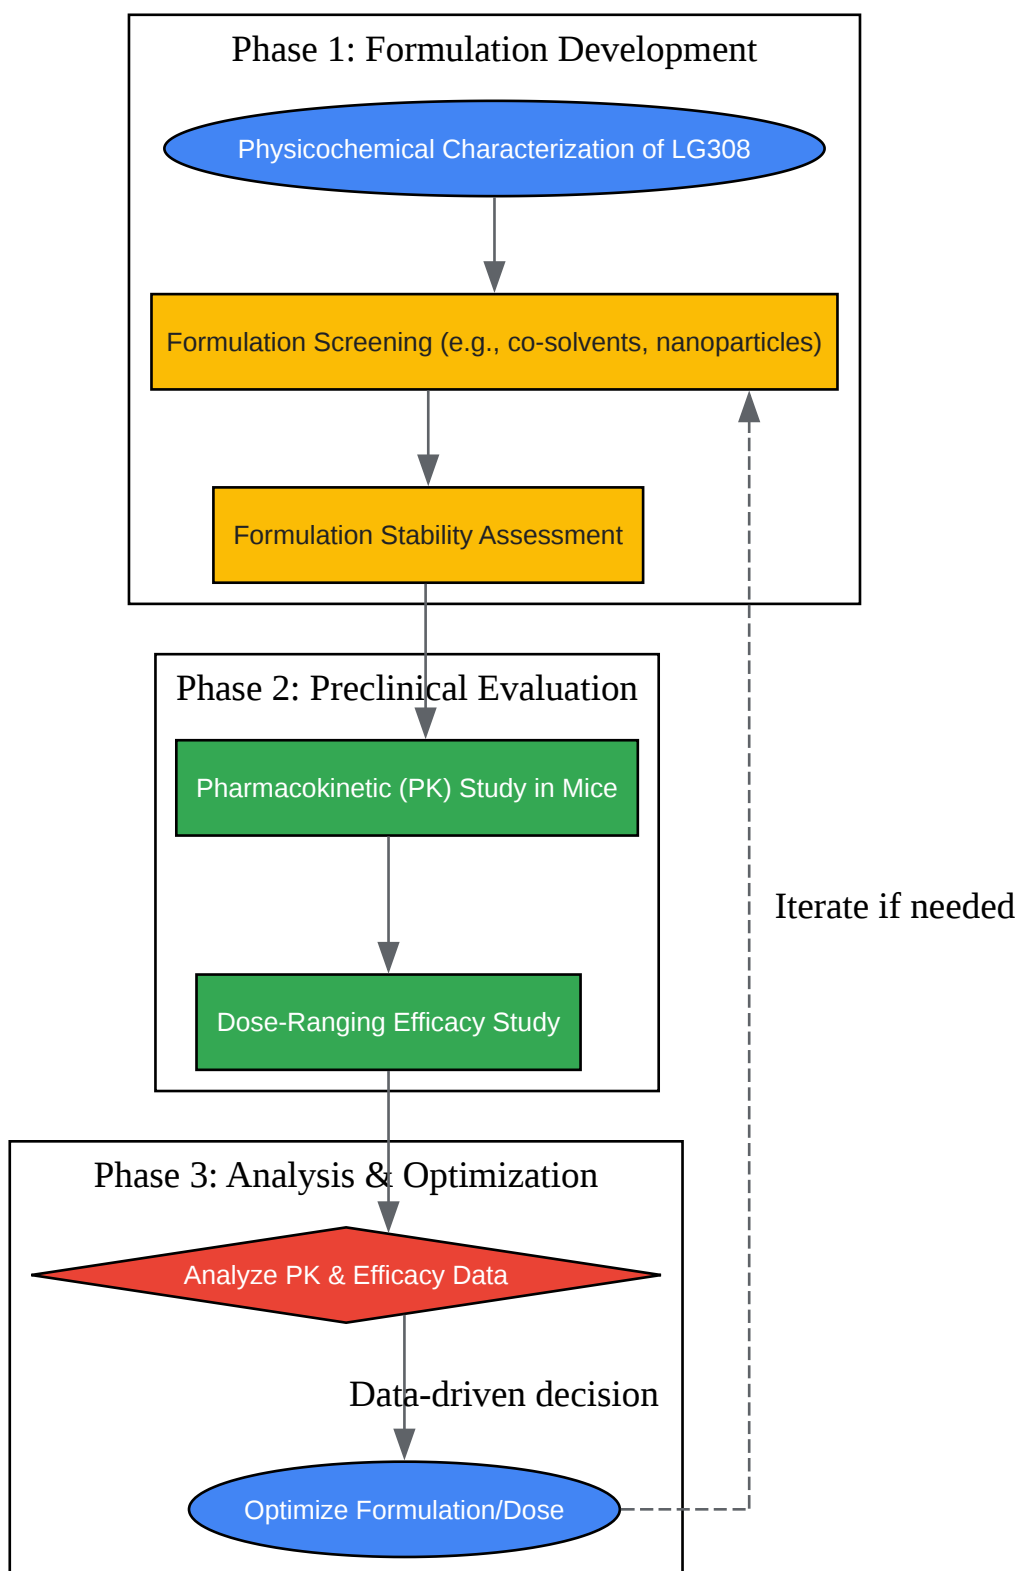 Phase 1: Formulation Development
Physicochemical Characterization of LG308
Formulation Screening (e.g., co-solvents, nanoparticles)
Formulation Stability Assessment
Phase 2: Preclinical Evaluation
Pharmacokinetic (PK) Study in Mice
Iterate if needed
Dose-Ranging Efficacy Study
Phase 3: Analysis & Optimization
Analyze PK & Efficacy Data
Data-driven decision
Optimize Formulation/Dose